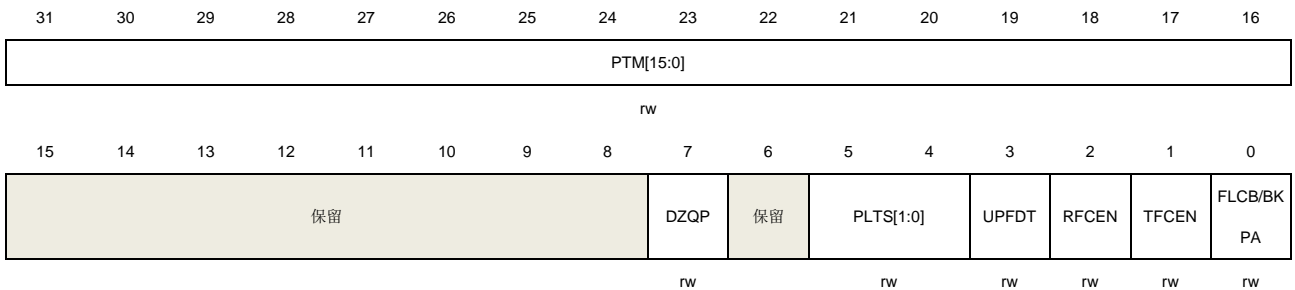 31 30 29 28 27 26 25 24 23 22 21 20 19 18 17 16
PTM[15:0]
rw
15 14 13 12 11 10 9 8 7 6 5 4 3 2 1 0
保留 DZQP 保留 PLTS[1:0] UPFDT RFCEN TFCEN FLCB/BK
PA
rw rw rw rw rw rw